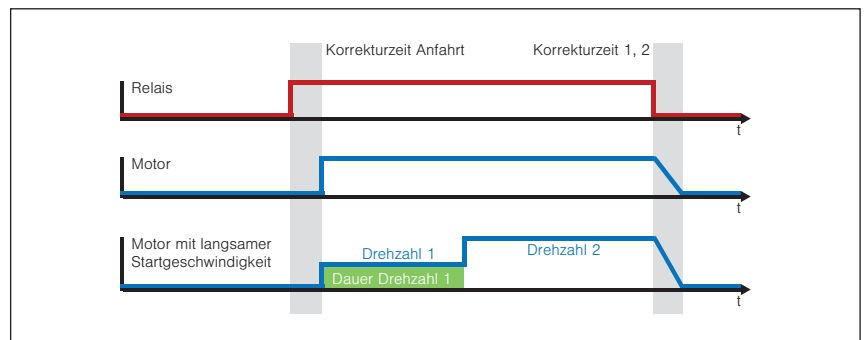 Korrekturzeit Anfahrt
Korrekturzeit 1, 2
Relais
t
Motor
t
Motor mit langsamer
Startgeschwindigkeit
Drehzahl 1
Drehzahl 2
Dauer Drehzahl 1
t